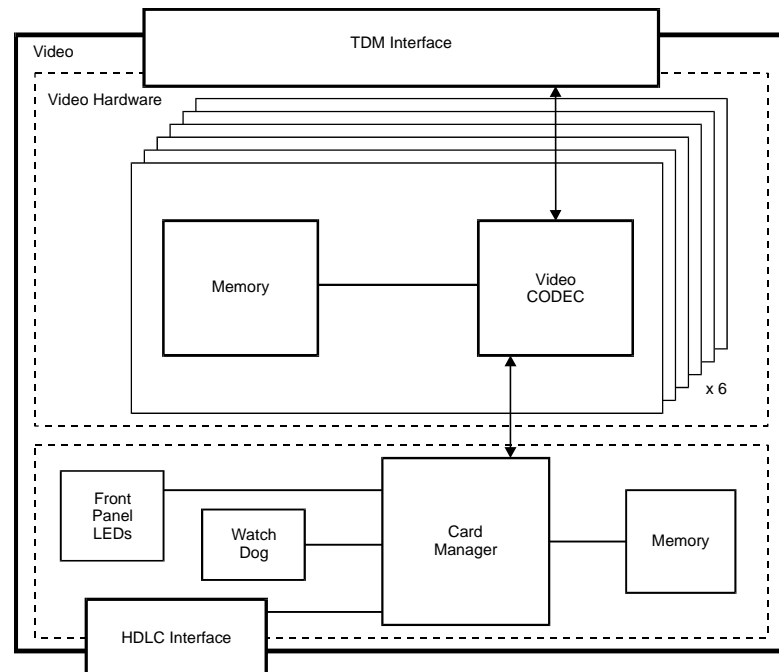 TDM Interface
Video
Video Hardware
Memory
Video
CODEC
x 6
Front
Panel
LEDs
Watch
Dog
Card
Manager
Memory
HDLC Interface